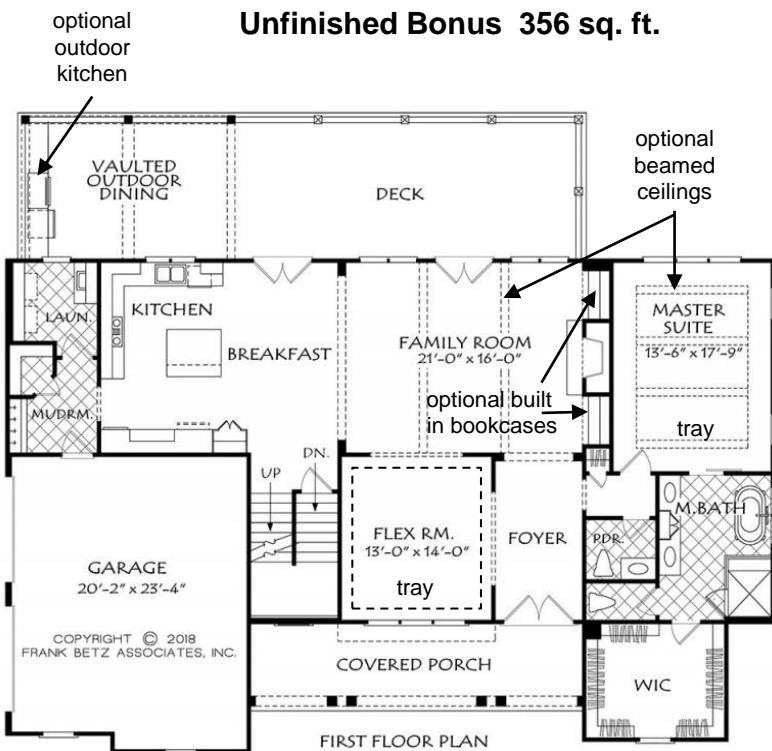 Unfinished Bonus 356 sq. ft.
optional
outdoor
kitchen
optional
beamed
ceilings
VAULTED
OUTDOOR
DINING
DECK
LAUN.
KITCHEN
BREAKFAST
FAMILY ROOM
21'-0" x 16'-0"
MASTER
SUITE
13'-6" x 17'-9"
tray
optional built
in bookcases
MUDRM.
UP
DN.
FLEX RM.
13'-0" x 14'-0"
tray
FOYER
PDR.
M.BATH
GARAGE
20'-2" x 23'-4"
COPYRIGHT © 2018
FRANK BETZ ASSOCIATES, INC.
COVERED PORCH
WIC
FIRST FLOOR PLAN